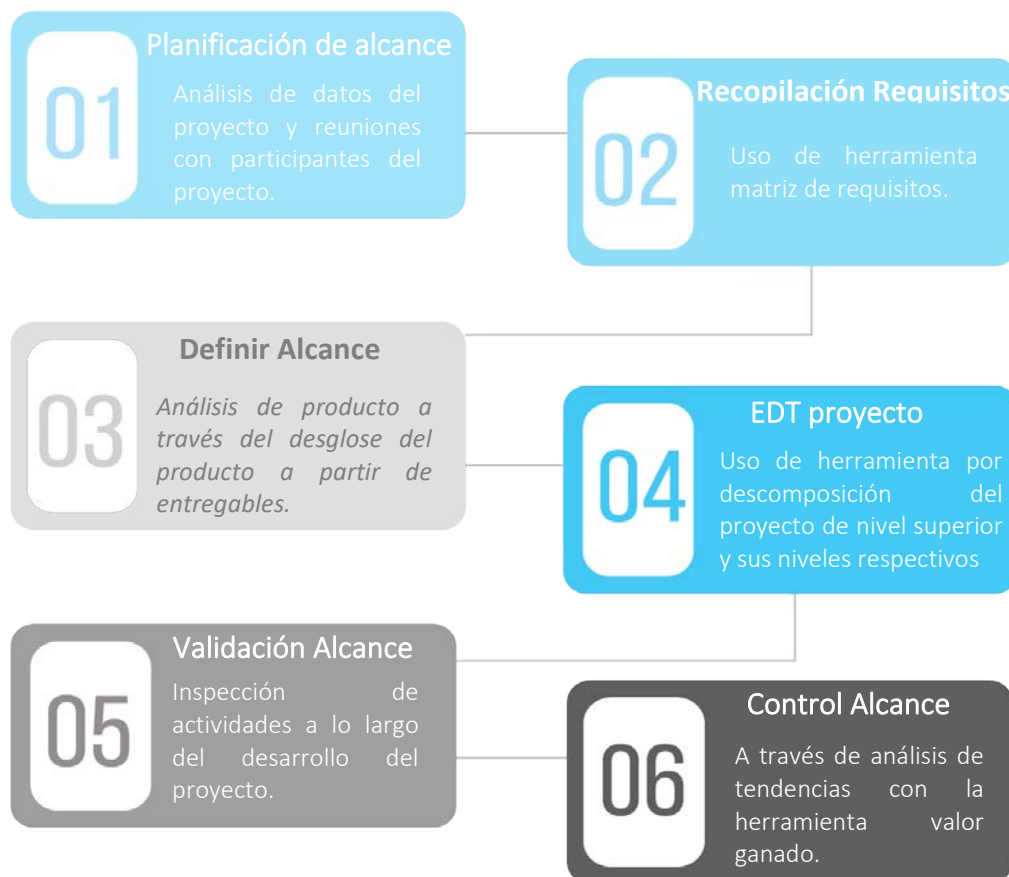 01
Planificación de alcance
Análisis de datos del
proyecto y reuniones
con participantes del
proyecto.
02
Recopilación Requisitos
Uso de herramienta
matriz de requisitos.
03
Definir Alcance
Análisis de producto a
través del desglose del
producto a partir de
entregables.
04
EDT proyecto
Uso de herramienta por
descomposición del
proyecto de nivel superior
y sus niveles respectivos
05
Validación Alcance
Inspección de
actividades a lo largo
del desarrollo del
proyecto.
06
Control Alcance
A través de análisis de
tendencias con la
herramienta valor
ganado.